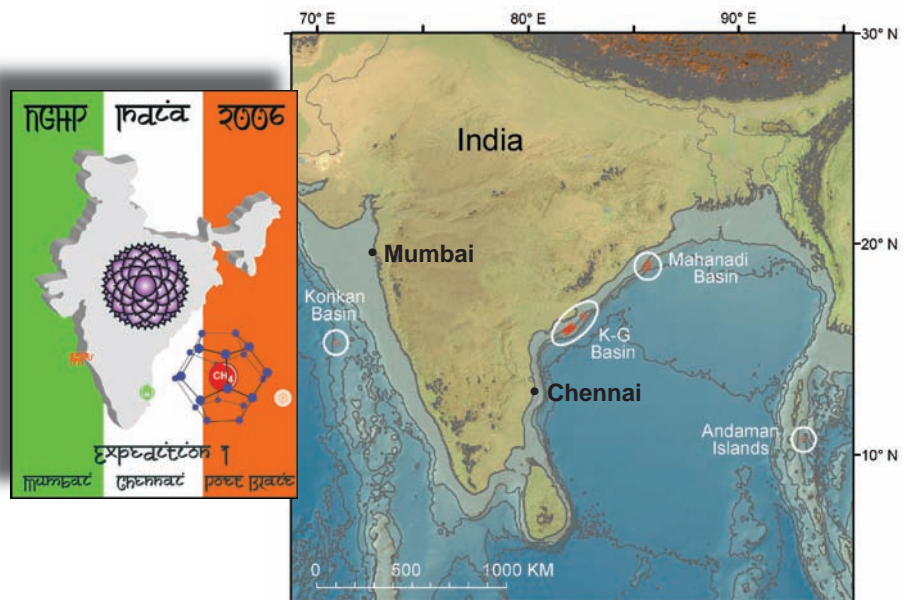 NGHP India 2006
CH4
Expedition 1
Mumbai Chennai Port Blair
70° E 80° E 90° E
30° N
India
20° N
Mumbai
Mahanadi
Basin
Konkan
Basin
K-G
Basin
Chennai
Andaman
Islands
10° N
0 500 1000 KM